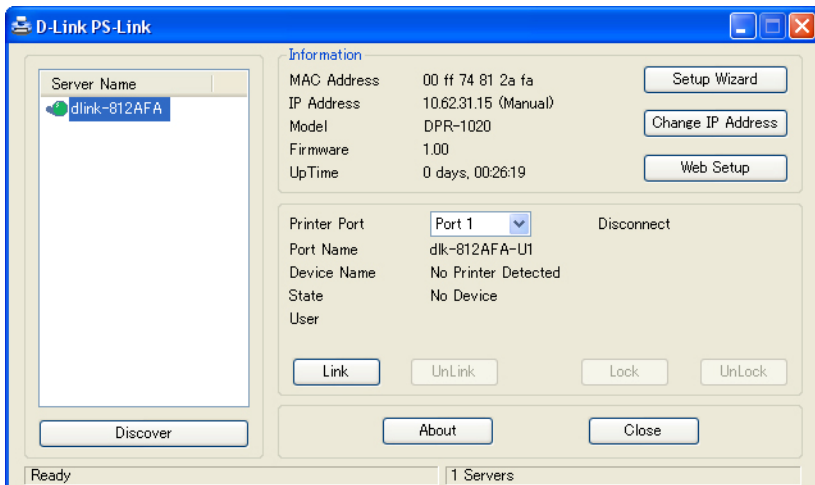 D-Link PS-Link
Server Name
dlink-812AFA
Discover
Information
MAC Address 00 ff 74 81 2a fa
IP Address 10.62.31.15 (Manual)
Model DPR-1020
Firmware 1.00
UpTime 0 days, 00:26:19
Setup Wizard
Change IP Address
Web Setup
Printer Port Port 1 Disconnect
Port Name dlk-812AFA-U1
Device Name No Printer Detected
State No Device
User
Link UnLink Lock UnLock
About Close
Ready 1 Servers